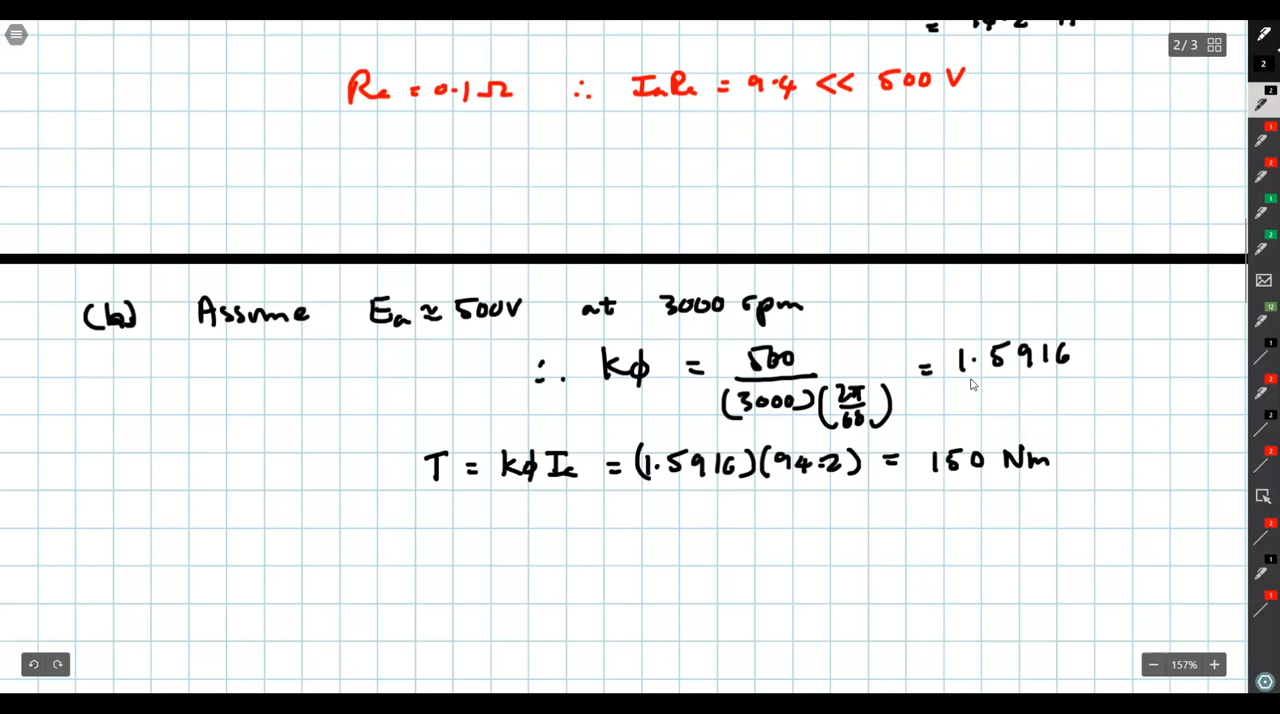 2/3
Ra = 0.1Ω ∴ IaRa = 9.4 << 500 V
(b) Assume Ea ≈ 500V at 3000 rpm
∴ kϕ = 500 / (3000)(2π/60) = 1.5916
T = kϕ Ia = (1.5916)(94.2) = 150 Nm
157%